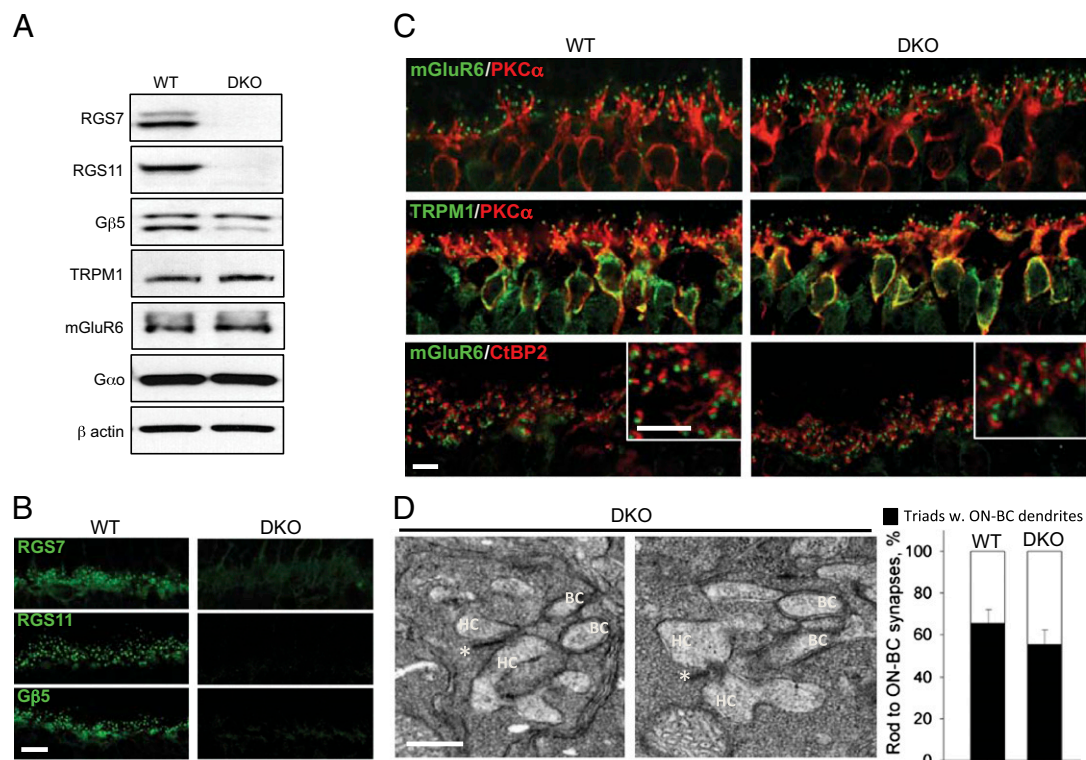 A
WT DKO
RGS7
RGS11
Gβ5
TRPM1
mGluR6
Gαo
β actin
B
WT DKO
RGS7
RGS11
Gβ5
C
WT DKO
mGluR6/PKCα
TRPM1/PKCα
mGluR6/CtBP2
D
DKO
BC
HC
BC
*
HC
BC
HC
BC
*
HC
Triads w. ON-BC dendrites
Rod to ON-BC synapses, %
WT DKO
100
80
60
40
20
0